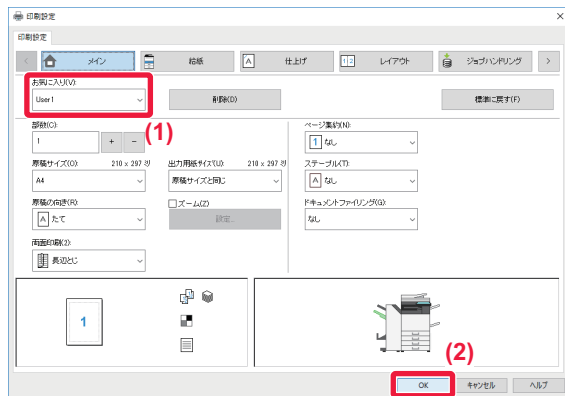 印刷設定
印刷設定
メイン 給紙 仕上げ レイアウト ジョブハンドリング
お気に入り(V):
User1 削除(D) 標準に戻す(F)
(1)
部数(C): ページ集約(N):
1 + - 1 なし
原稿サイズ(O): 210 x 297 ミリ 出力用紙サイズ(U): 210 x 297 ミリ ステープル(T):
A4 原稿サイズと同じ なし
原稿の向き(R): ズーム(Z) ドキュメントファイリング(G):
たて 設定... なし
両面印刷(2):
長辺とじ
1
(2)
OK キャンセル ヘルプ